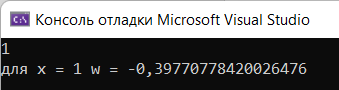 Консоль отладки Microsoft Visual Studio
1
для x = 1 w = -0,39770778420026476